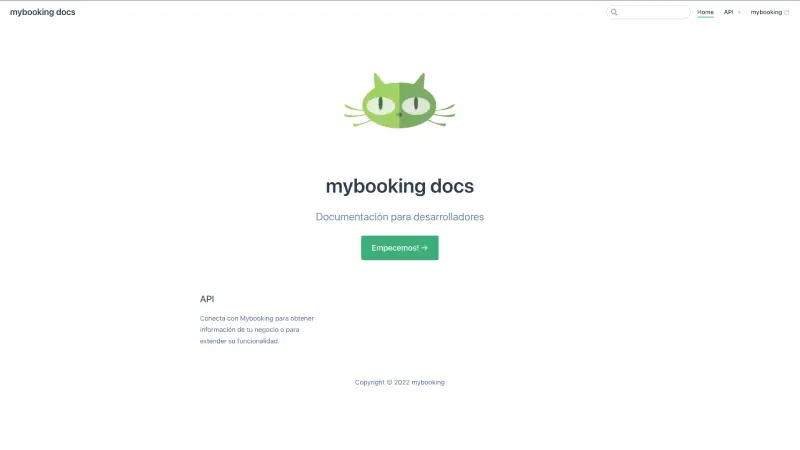 mybooking docs
Home
API
mybooking
mybooking docs
Documentación para desarrolladores
Empecemos! →
API
Conecta con Mybooking para obtener
información de tu negocio o para
extender su funcionalidad.
Copyright © 2022 mybooking